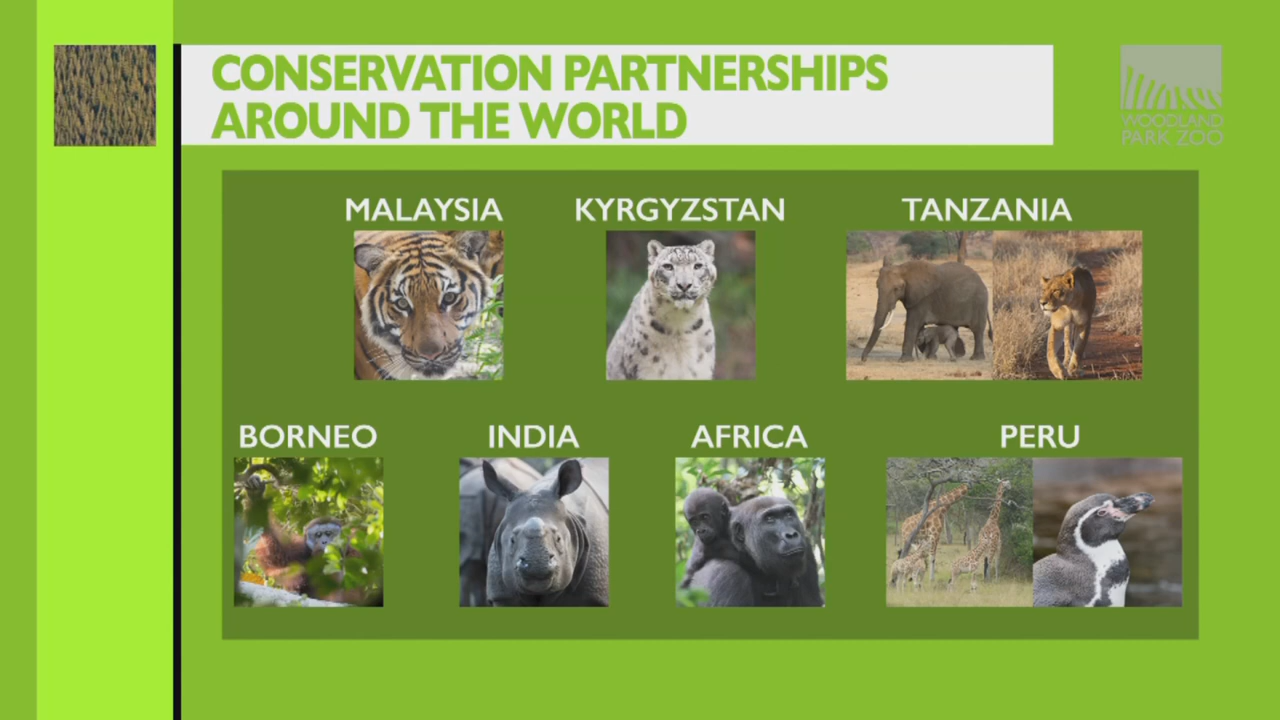 CONSERVATION PARTNERSHIPS
AROUND THE WORLD
WOODLAND
PARK ZOO
MALAYSIA
KYRGYZSTAN
TANZANIA
BORNEO
INDIA
AFRICA
PERU